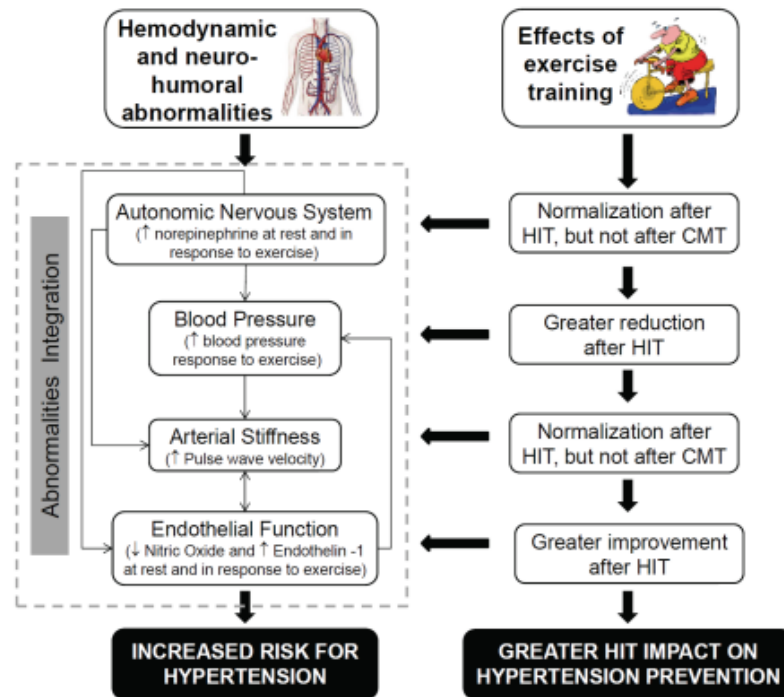 Hemodynamic
and neuro-
humoral
abnormalities
Effects of
exercise
training
Abnormalities Integration
Autonomic Nervous System
(↑ norepinephrine at rest and in
response to exercise)
Blood Pressure
(↑ blood pressure
response to exercise)
Arterial Stiffness
(↑ Pulse wave velocity)
Endothelial Function
(↓ Nitric Oxide and ↑ Endothelin -1
at rest and in response to exercise)
INCREASED RISK FOR
HYPERTENSION
Normalization after
HIT, but not after CMT
Greater reduction
after HIT
Normalization after
HIT, but not after CMT
Greater improvement
after HIT
GREATER HIT IMPACT ON
HYPERTENSION PREVENTION